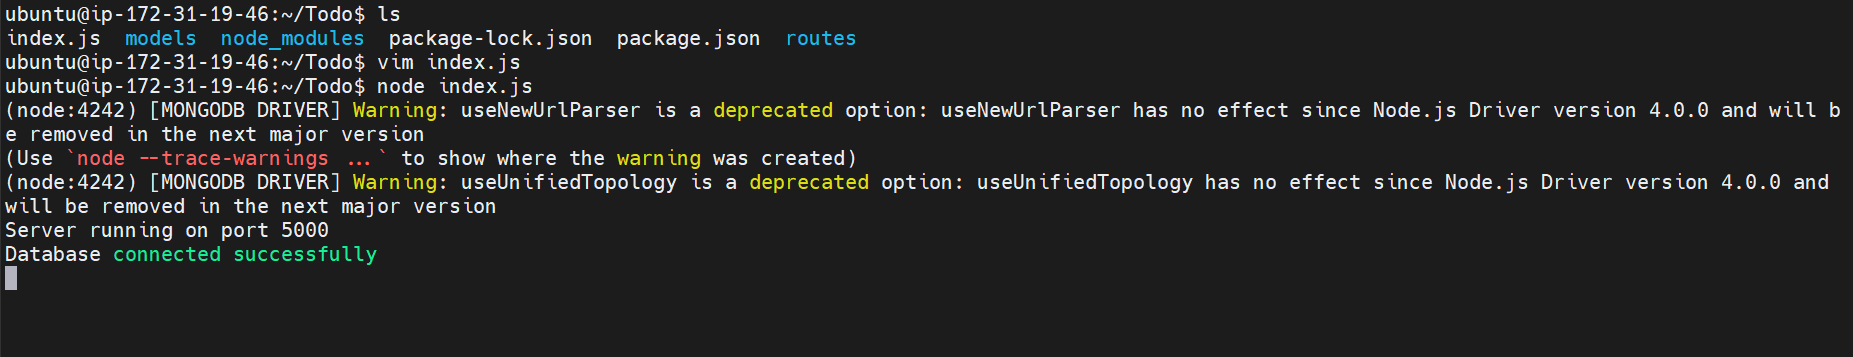 ubuntu@ip-172-31-19-46:~/Todo$ ls
index.js  models  node_modules  package-lock.json  package.json  routes
ubuntu@ip-172-31-19-46:~/Todo$ vim index.js
ubuntu@ip-172-31-19-46:~/Todo$ node index.js
(node:4242) [MONGODB DRIVER] Warning: useNewUrlParser is a deprecated option: useNewUrlParser has no effect since Node.js Driver version 4.0.0 and will b
e removed in the next major version
(Use `node --trace-warnings ...` to show where the warning was created)
(node:4242) [MONGODB DRIVER] Warning: useUnifiedTopology is a deprecated option: useUnifiedTopology has no effect since Node.js Driver version 4.0.0 and
will be removed in the next major version
Server running on port 5000
Database connected successfully